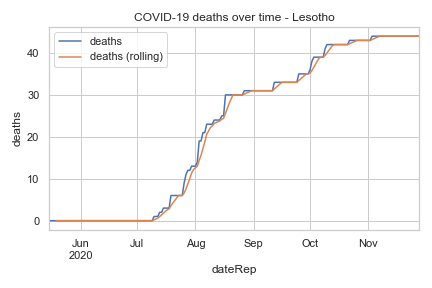 COVID-19 deaths over time - Lesotho
deaths
deaths (rolling)
deaths
40
30
20
10
0
Jun
2020
Jul
Aug
Sep
Oct
Nov
dateRep